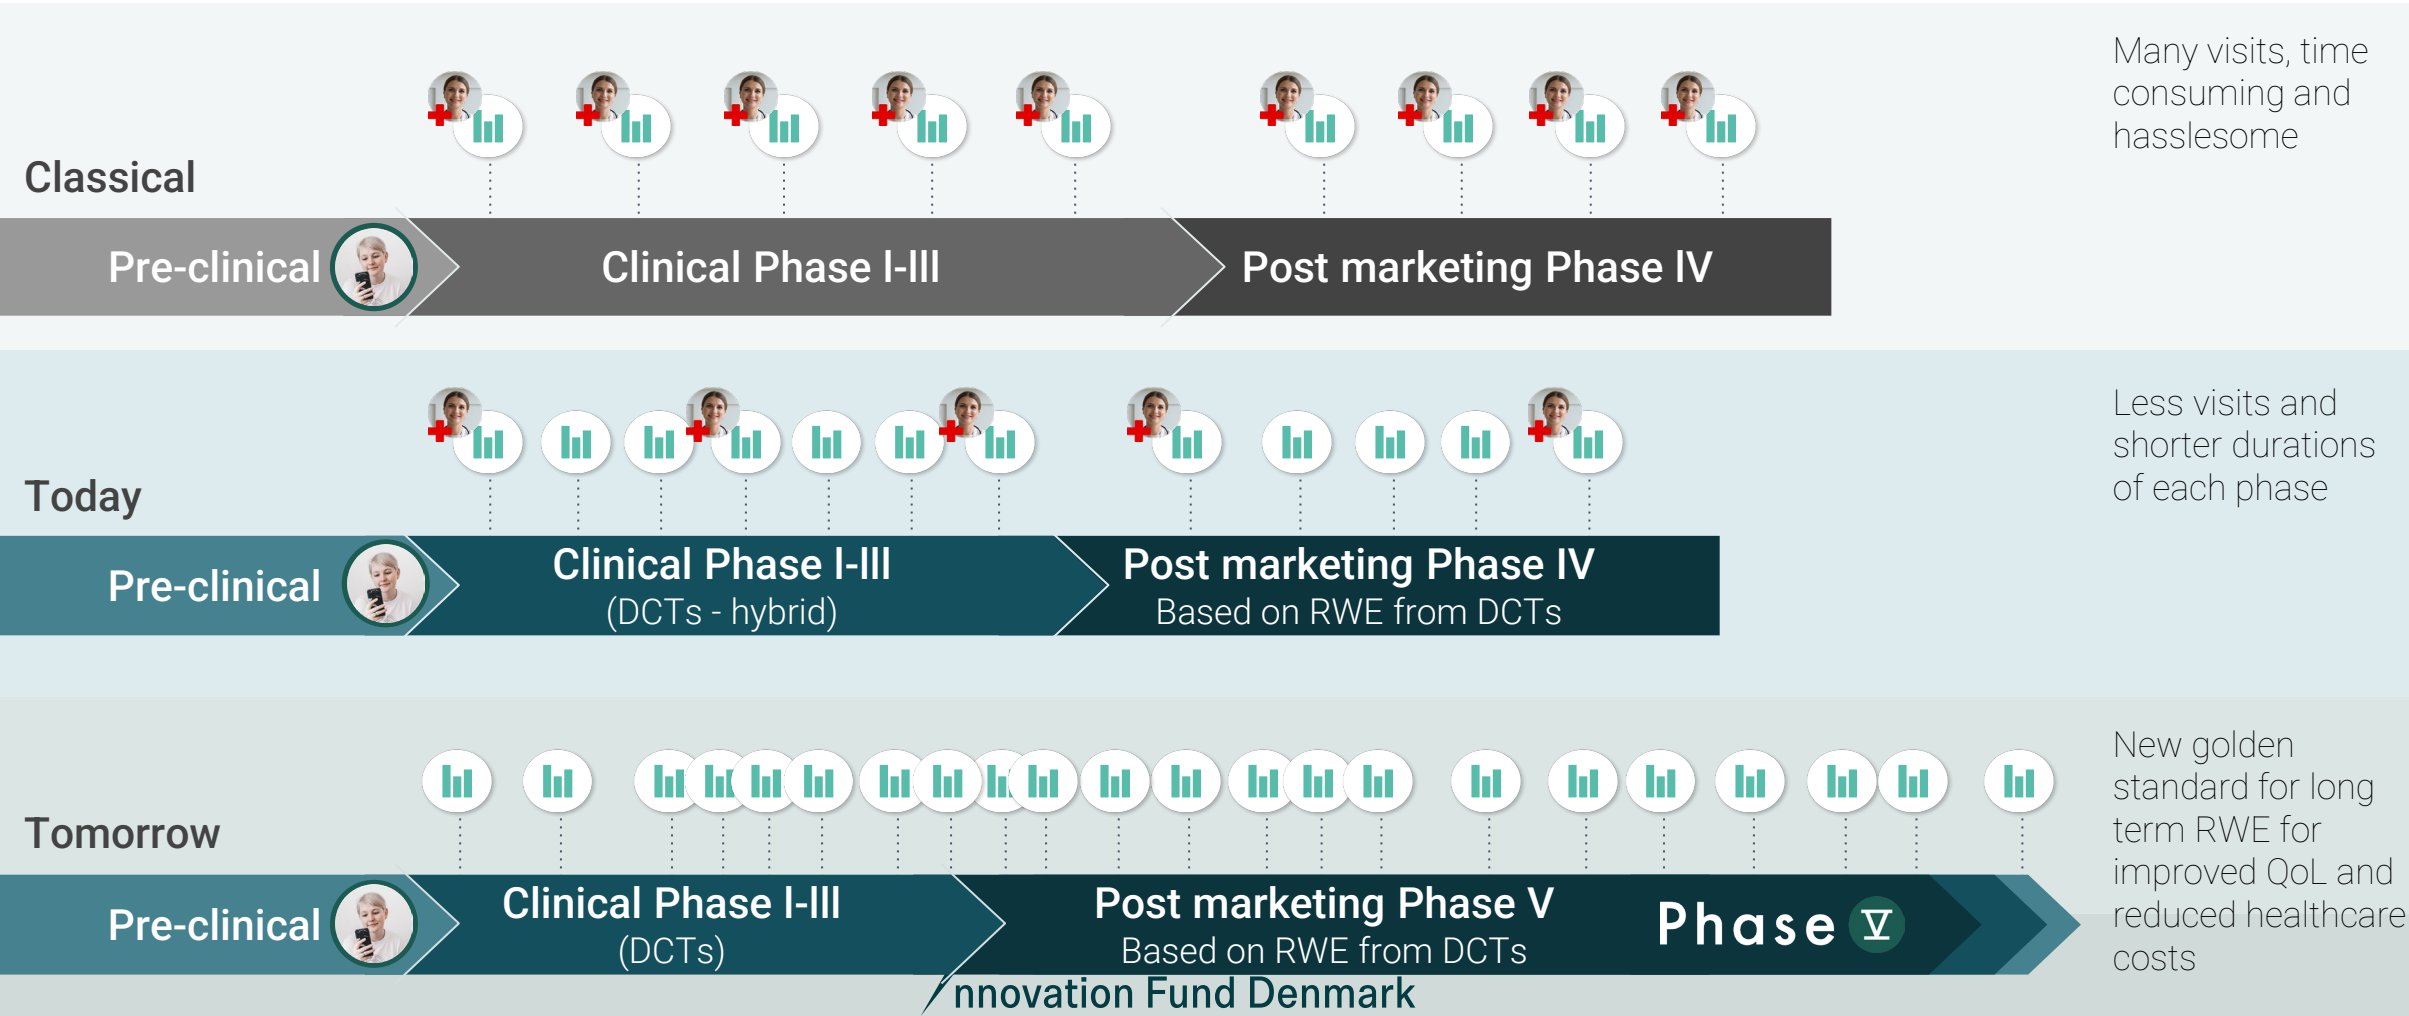 Many visits, time
consuming and
hasslesome
Classical
Pre-clinical
Clinical Phase I-III
Post marketing Phase IV
Less visits and
shorter durations
of each phase
Today
Pre-clinical
Clinical Phase I-III
(DCTs - hybrid)
Post marketing Phase IV
Based on RWE from DCTs
New golden
standard for long
term RWE for
improved QoL and
reduced healthcare
costs
Tomorrow
Pre-clinical
Clinical Phase I-III
(DCTs)
Post marketing Phase V
Based on RWE from DCTs
Phase V
Innovation Fund Denmark